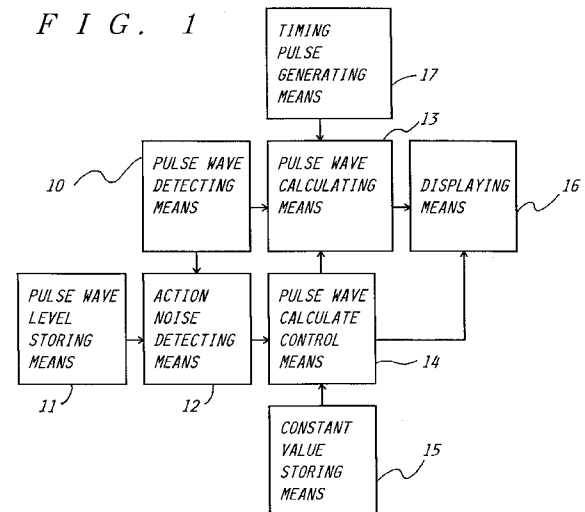 FIG. 1
TIMING
PULSE
GENERATING
MEANS
17
13
10
PULSE WAVE
DETECTING
MEANS
PULSE WAVE
CALCULATING
MEANS
DISPLAYING
MEANS
16
PULSE WAVE
LEVEL
STORING
MEANS
11
ACTION
NOISE
DETECTING
MEANS
12
PULSE WAVE
CALCULATE
CONTROL
MEANS
14
CONSTANT
VALUE
STORING
MEANS
15